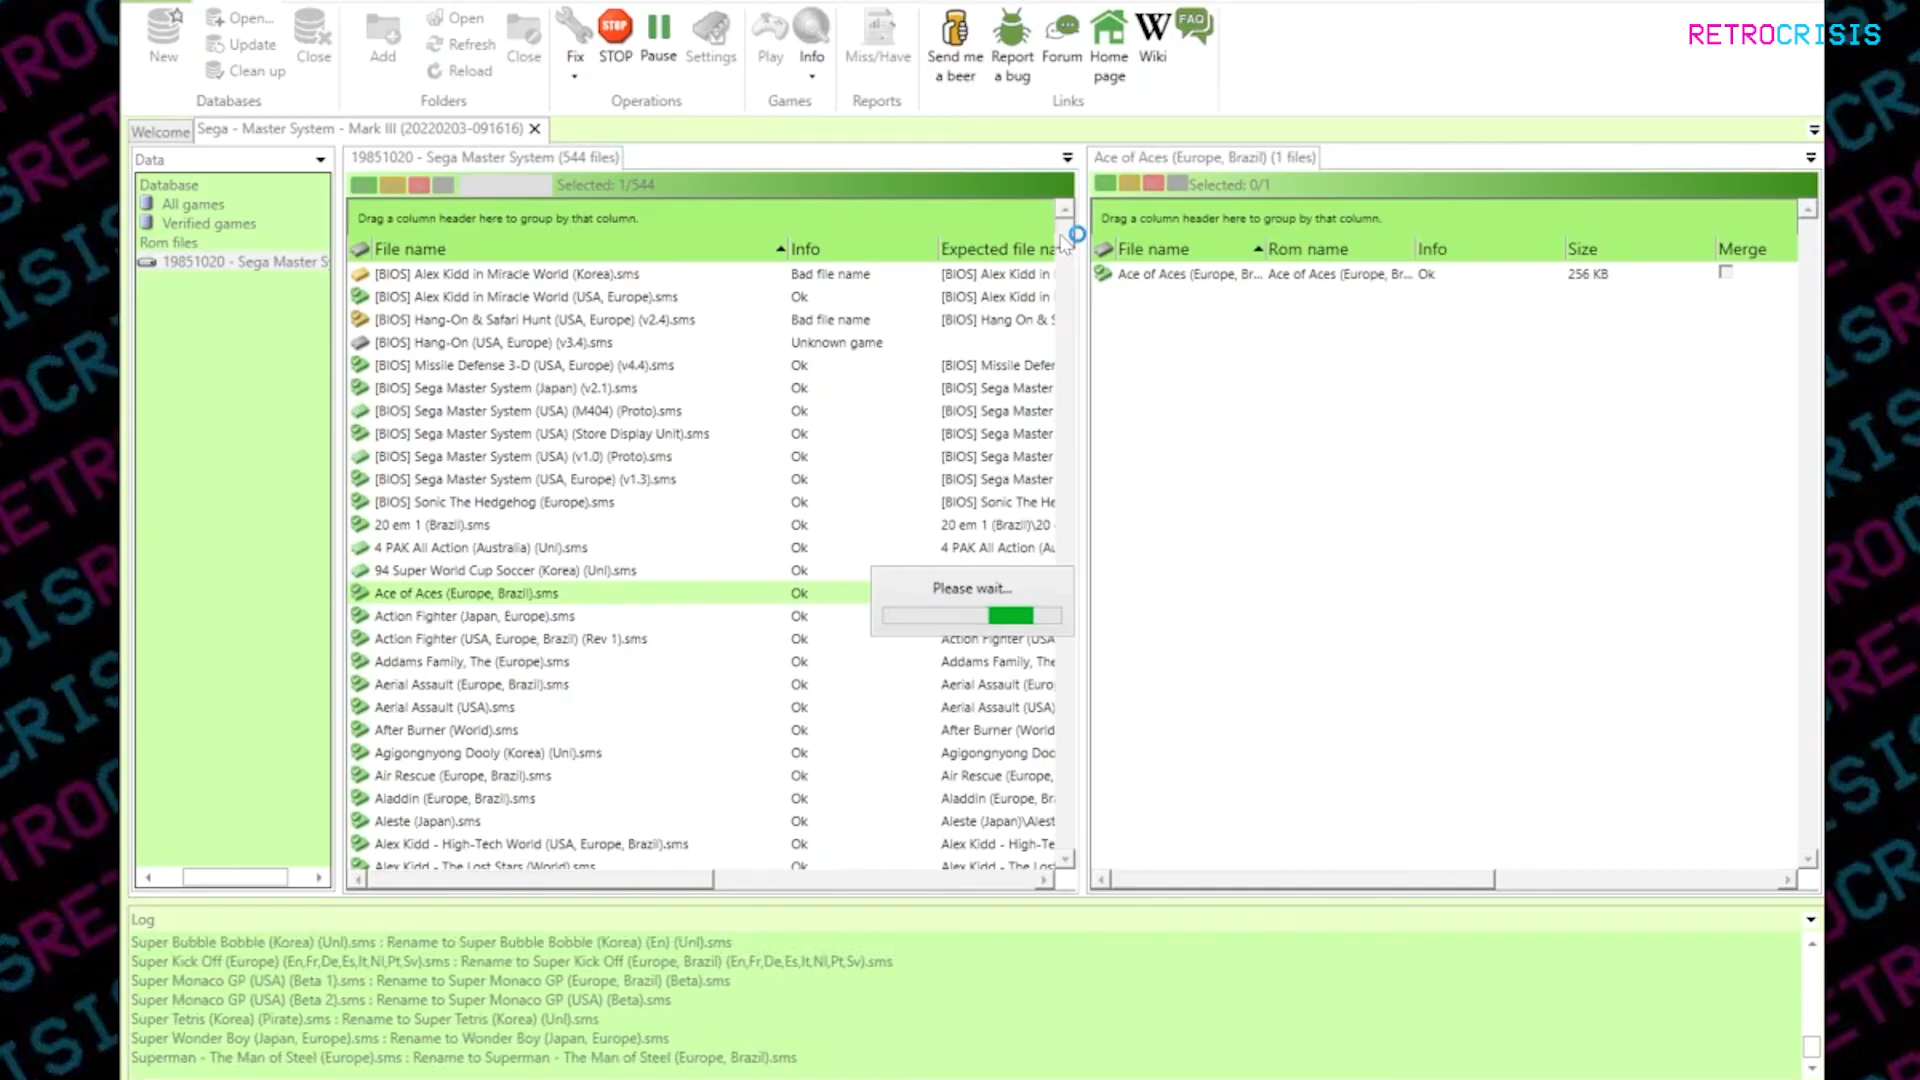 RETROCRISIS
New
Open...
Update
Clean up
Close
Databases
Add
Open
Refresh
Reload
Close
Folders
Fix
STOP
STOP
Pause
Settings
Operations
Play
Info
Games
Miss/Have
Reports
Send me a beer
Report a bug
Forum
Home page
W
Wiki
FAQ
Links
Welcome
Sega - Master System - Mark III (20220203-091616)
Data
Database
All games
Verified games
Rom files
19851020 - Sega Master S
19851020 - Sega Master System (544 files)
Selected: 1/544
Drag a column header here to group by that column.
File name Info Expected file na
[BIOS] Alex Kidd in Miracle World (Korea).sms Bad file name [BIOS] Alex Kidd in
[BIOS] Alex Kidd in Miracle World (USA, Europe).sms Ok [BIOS] Alex Kidd in
[BIOS] Hang-On & Safari Hunt (USA, Europe) (v2.4).sms Bad file name [BIOS] Hang On & S
[BIOS] Hang-On (USA, Europe) (v3.4).sms Unknown game
[BIOS] Missile Defense 3-D (USA, Europe) (v4.4).sms Ok [BIOS] Missile Defer
[BIOS] Sega Master System (Japan) (v2.1).sms Ok [BIOS] Sega Master
[BIOS] Sega Master System (USA) (M404) (Proto).sms Ok [BIOS] Sega Master
[BIOS] Sega Master System (USA) (Store Display Unit).sms Ok [BIOS] Sega Master
[BIOS] Sega Master System (USA) (v1.0) (Proto).sms Ok [BIOS] Sega Master
[BIOS] Sega Master System (USA, Europe) (v1.3).sms Ok [BIOS] Sega Master
[BIOS] Sonic The Hedgehog (Europe).sms Ok [BIOS] Sonic The He
20 em 1 (Brazil).sms Ok 20 em 1 (Brazil)\20
4 PAK All Action (Australia) (Unl).sms Ok 4 PAK All Action (Au
94 Super World Cup Soccer (Korea) (Unl).sms Ok
Ace of Aces (Europe, Brazil).sms Ok
Action Fighter (Japan, Europe).sms Ok
Action Fighter (USA, Europe, Brazil) (Rev 1).sms Ok Action Fighter (USA
Addams Family, The (Europe).sms Ok Addams Family, The
Aerial Assault (Europe, Brazil).sms Ok Aerial Assault (Euro
Aerial Assault (USA).sms Ok Aerial Assault (USA)
After Burner (World).sms Ok After Burner (World
Agigongnyong Dooly (Korea) (Unl).sms Ok Agigongnyong Doo
Air Rescue (Europe, Brazil).sms Ok Air Rescue (Europe,
Aladdin (Europe, Brazil).sms Ok Aladdin (Europe, Br
Aleste (Japan).sms Ok Aleste (Japan)\Alest
Alex Kidd - High-Tech World (USA, Europe, Brazil).sms Ok Alex Kidd - High-Te
Alex Kidd - The Lost Stars (World).sms Ok Alex Kidd - The Lost
Please wait...
Ace of Aces (Europe, Brazil) (1 files)
Selected: 0/1
Drag a column header here to group by that column.
File name Rom name Info Size Merge
Ace of Aces (Europe, Br... Ace of Aces (Europe, Br... Ok 256 KB
Log
Super Bubble Bobble (Korea) (Unl).sms : Rename to Super Bubble Bobble (Korea) (En) (Unl).sms
Super Kick Off (Europe) (En,Fr,De,Es,It,Nl,Pt,Sv).sms : Rename to Super Kick Off (Europe, Brazil) (En,Fr,De,Es,It,Nl,Pt,Sv).sms
Super Monaco GP (USA) (Beta 1).sms : Rename to Super Monaco GP (Europe, Brazil) (Beta).sms
Super Monaco GP (USA) (Beta 2).sms : Rename to Super Monaco GP (USA) (Beta).sms
Super Tetris (Korea) (Pirate).sms : Rename to Super Tetris (Korea) (Unl).sms
Super Wonder Boy (Japan, Europe).sms : Rename to Wonder Boy (Japan, Europe).sms
Superman - The Man of Steel (Europe).sms : Rename to Superman - The Man of Steel (Europe, Brazil).sms